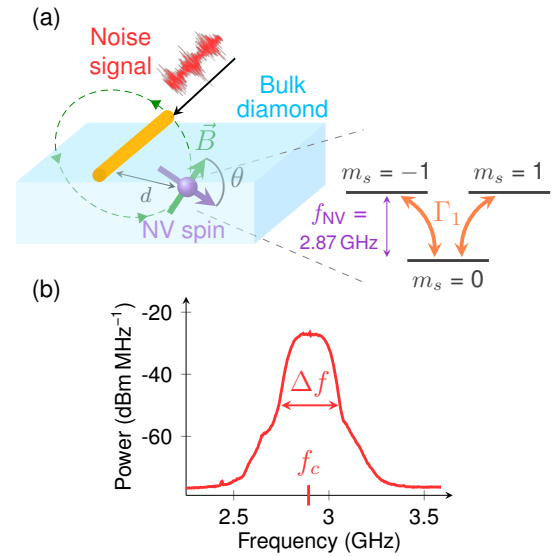 (a)
Noise
signal
Bulk
diamond
$\vec{B}$
θ
d
NV spin
m_s = −1
m_s = 1
f_NV =
2.87 GHz
Γ_1
m_s = 0
(b)
Power (dBm MHz⁻¹)
-20
-40
-60
Δf
f_c
2.5
3
3.5
Frequency (GHz)